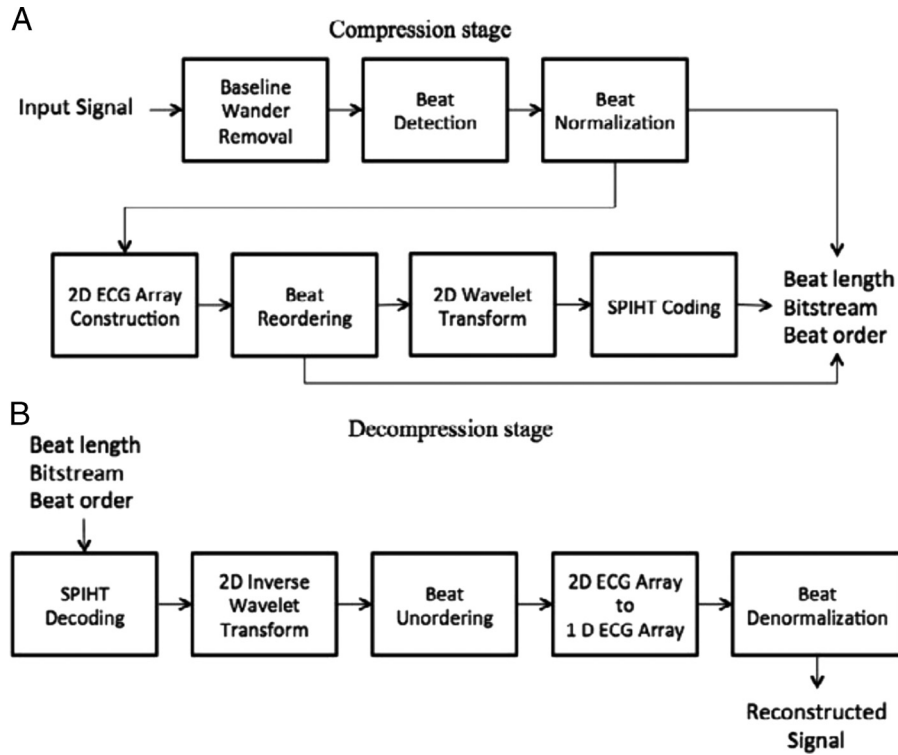 A
Compression stage
Input Signal
Baseline
Wander
Removal
Beat
Detection
Beat
Normalization
2D ECG Array
Construction
Beat
Reordering
2D Wavelet
Transform
SPIHT Coding
Beat length
Bitstream
Beat order
B
Decompression stage
Beat length
Bitstream
Beat order
SPIHT
Decoding
2D Inverse
Wavelet
Transform
Beat
Unordering
2D ECG Array
to
1 D ECG Array
Beat
Denormalization
Reconstructed
Signal